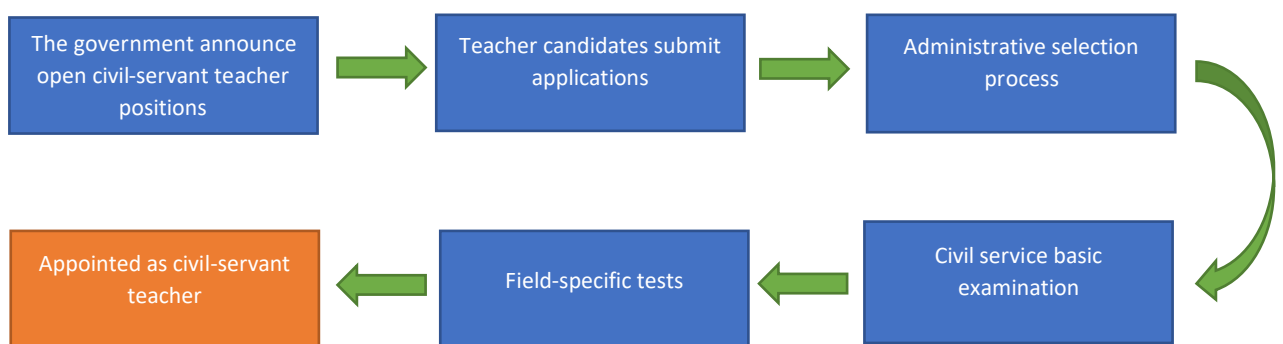 The government announce
open civil-servant teacher
positions
Teacher candidates submit
applications
Administrative selection
process
Civil service basic
examination
Field-specific tests
Appointed as civil-servant
teacher